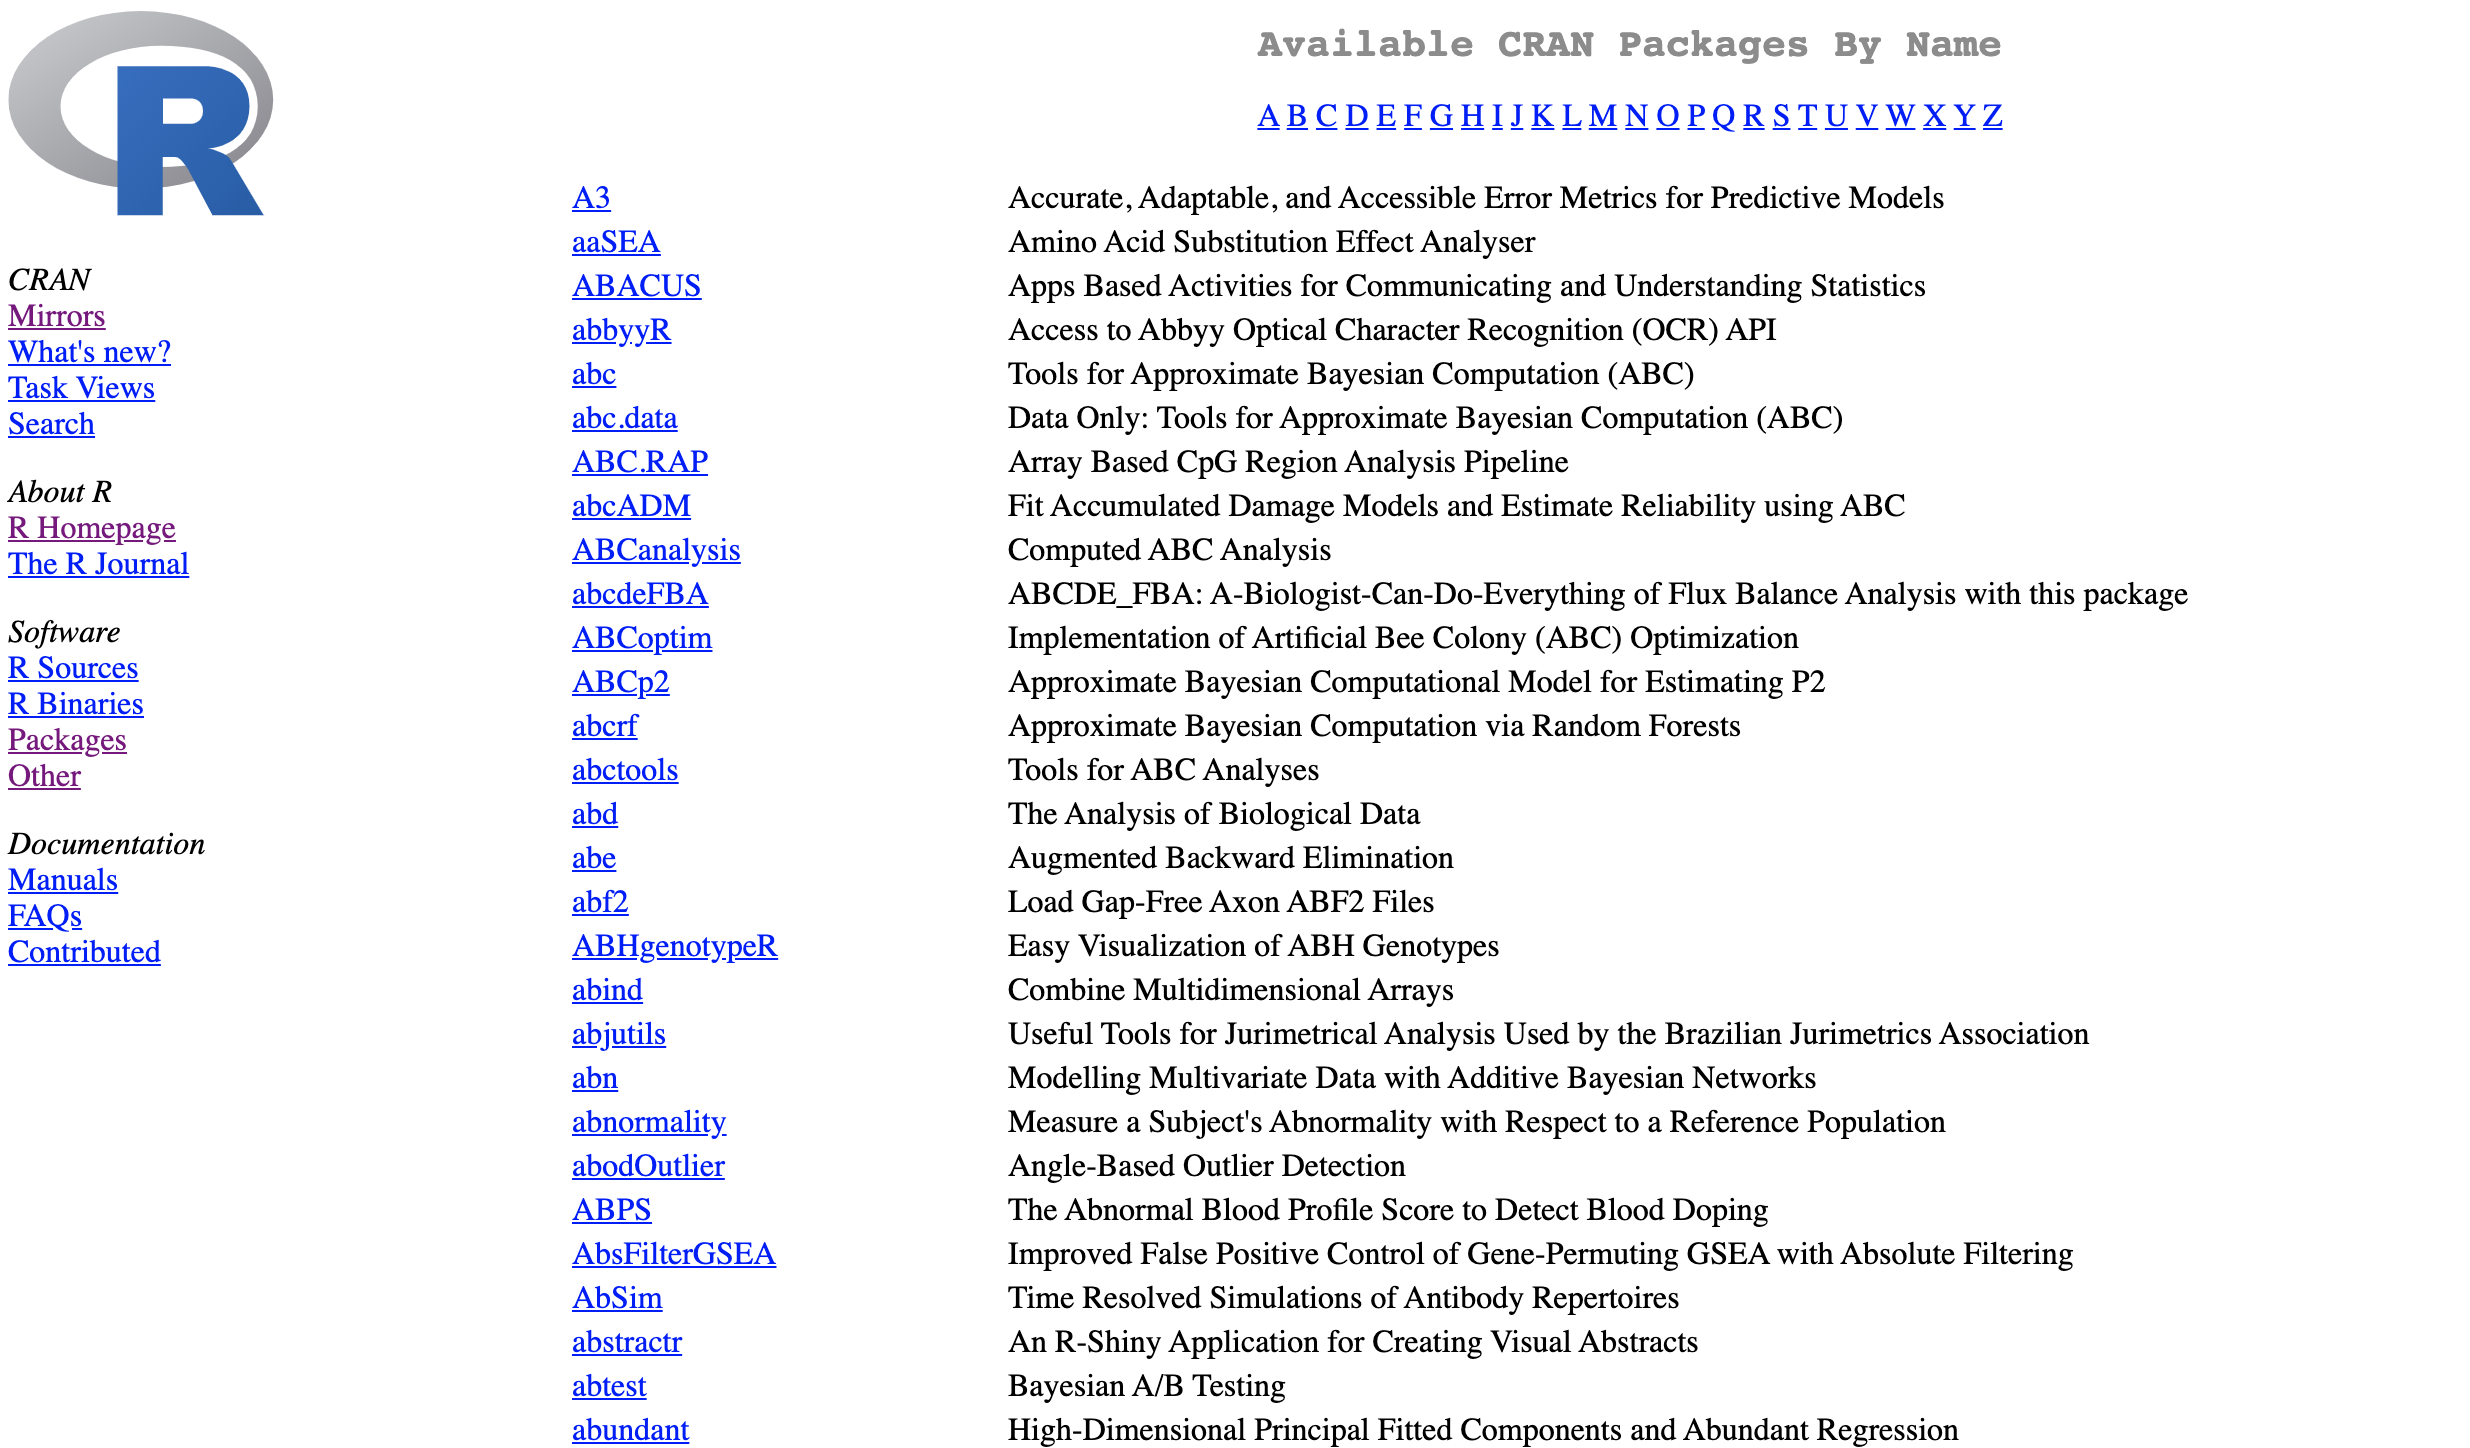 R
CRAN
Mirrors
What's new?
Task Views
Search
About R
R Homepage
The R Journal
Software
R Sources
R Binaries
Packages
Other
Documentation
Manuals
FAQs
Contributed
Available CRAN Packages By Name
A B C D E F G H I J K L M N O P Q R S T U V W X Y Z
A3 Accurate, Adaptable, and Accessible Error Metrics for Predictive Models
aaSEA Amino Acid Substitution Effect Analyser
ABACUS Apps Based Activities for Communicating and Understanding Statistics
abbyyR Access to Abbyy Optical Character Recognition (OCR) API
abc Tools for Approximate Bayesian Computation (ABC)
abc.data Data Only: Tools for Approximate Bayesian Computation (ABC)
ABC.RAP Array Based CpG Region Analysis Pipeline
abcADM Fit Accumulated Damage Models and Estimate Reliability using ABC
ABCanalysis Computed ABC Analysis
abcdeFBA ABCDE_FBA: A-Biologist-Can-Do-Everything of Flux Balance Analysis with this package
ABCoptim Implementation of Artificial Bee Colony (ABC) Optimization
ABCp2 Approximate Bayesian Computational Model for Estimating P2
abcrf Approximate Bayesian Computation via Random Forests
abctools Tools for ABC Analyses
abd The Analysis of Biological Data
abe Augmented Backward Elimination
abf2 Load Gap-Free Axon ABF2 Files
ABHgenotypeR Easy Visualization of ABH Genotypes
abind Combine Multidimensional Arrays
abjutils Useful Tools for Jurimetrical Analysis Used by the Brazilian Jurimetrics Association
abn Modelling Multivariate Data with Additive Bayesian Networks
abnormality Measure a Subject's Abnormality with Respect to a Reference Population
abodOutlier Angle-Based Outlier Detection
ABPS The Abnormal Blood Profile Score to Detect Blood Doping
AbsFilterGSEA Improved False Positive Control of Gene-Permuting GSEA with Absolute Filtering
AbSim Time Resolved Simulations of Antibody Repertoires
abstractr An R-Shiny Application for Creating Visual Abstracts
abtest Bayesian A/B Testing
abundant High-Dimensional Principal Fitted Components and Abundant Regression